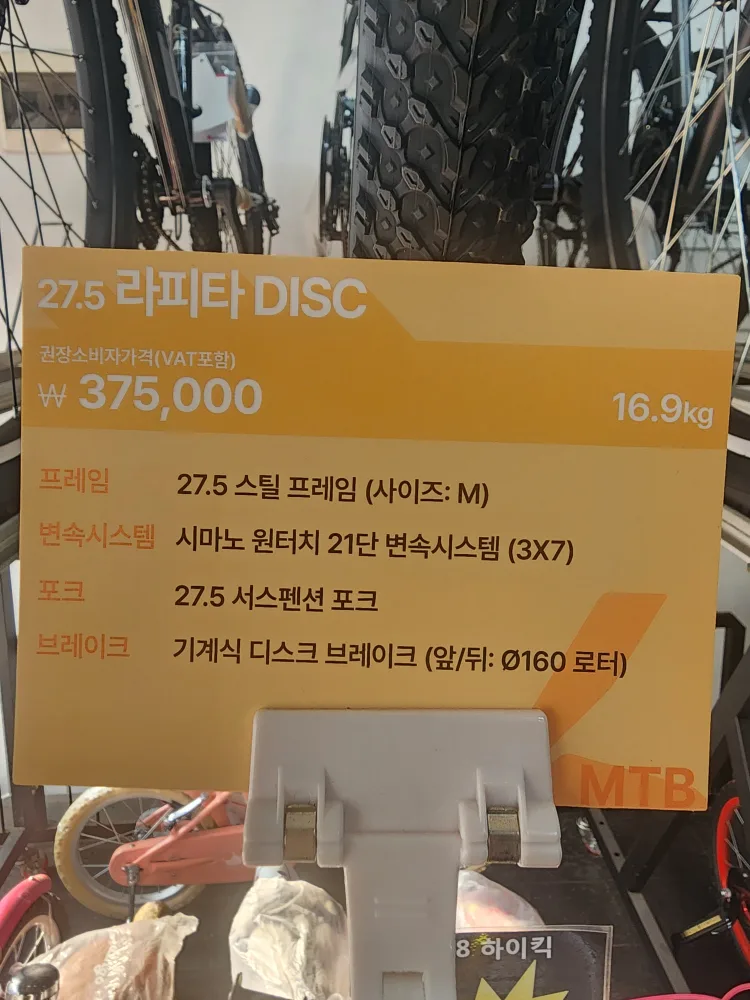 27.5 라피타 DISC
권장소비자가격(VAT포함)
₩ 375,000
16.9kg
프레임 27.5 스틸 프레임 (사이즈: M)
변속시스템 시마노 원터치 21단 변속시스템 (3X7)
포크 27.5 서스펜션 포크
브레이크 기계식 디스크 브레이크 (앞/뒤: Ø160 로터)
MTB
8 하이킥